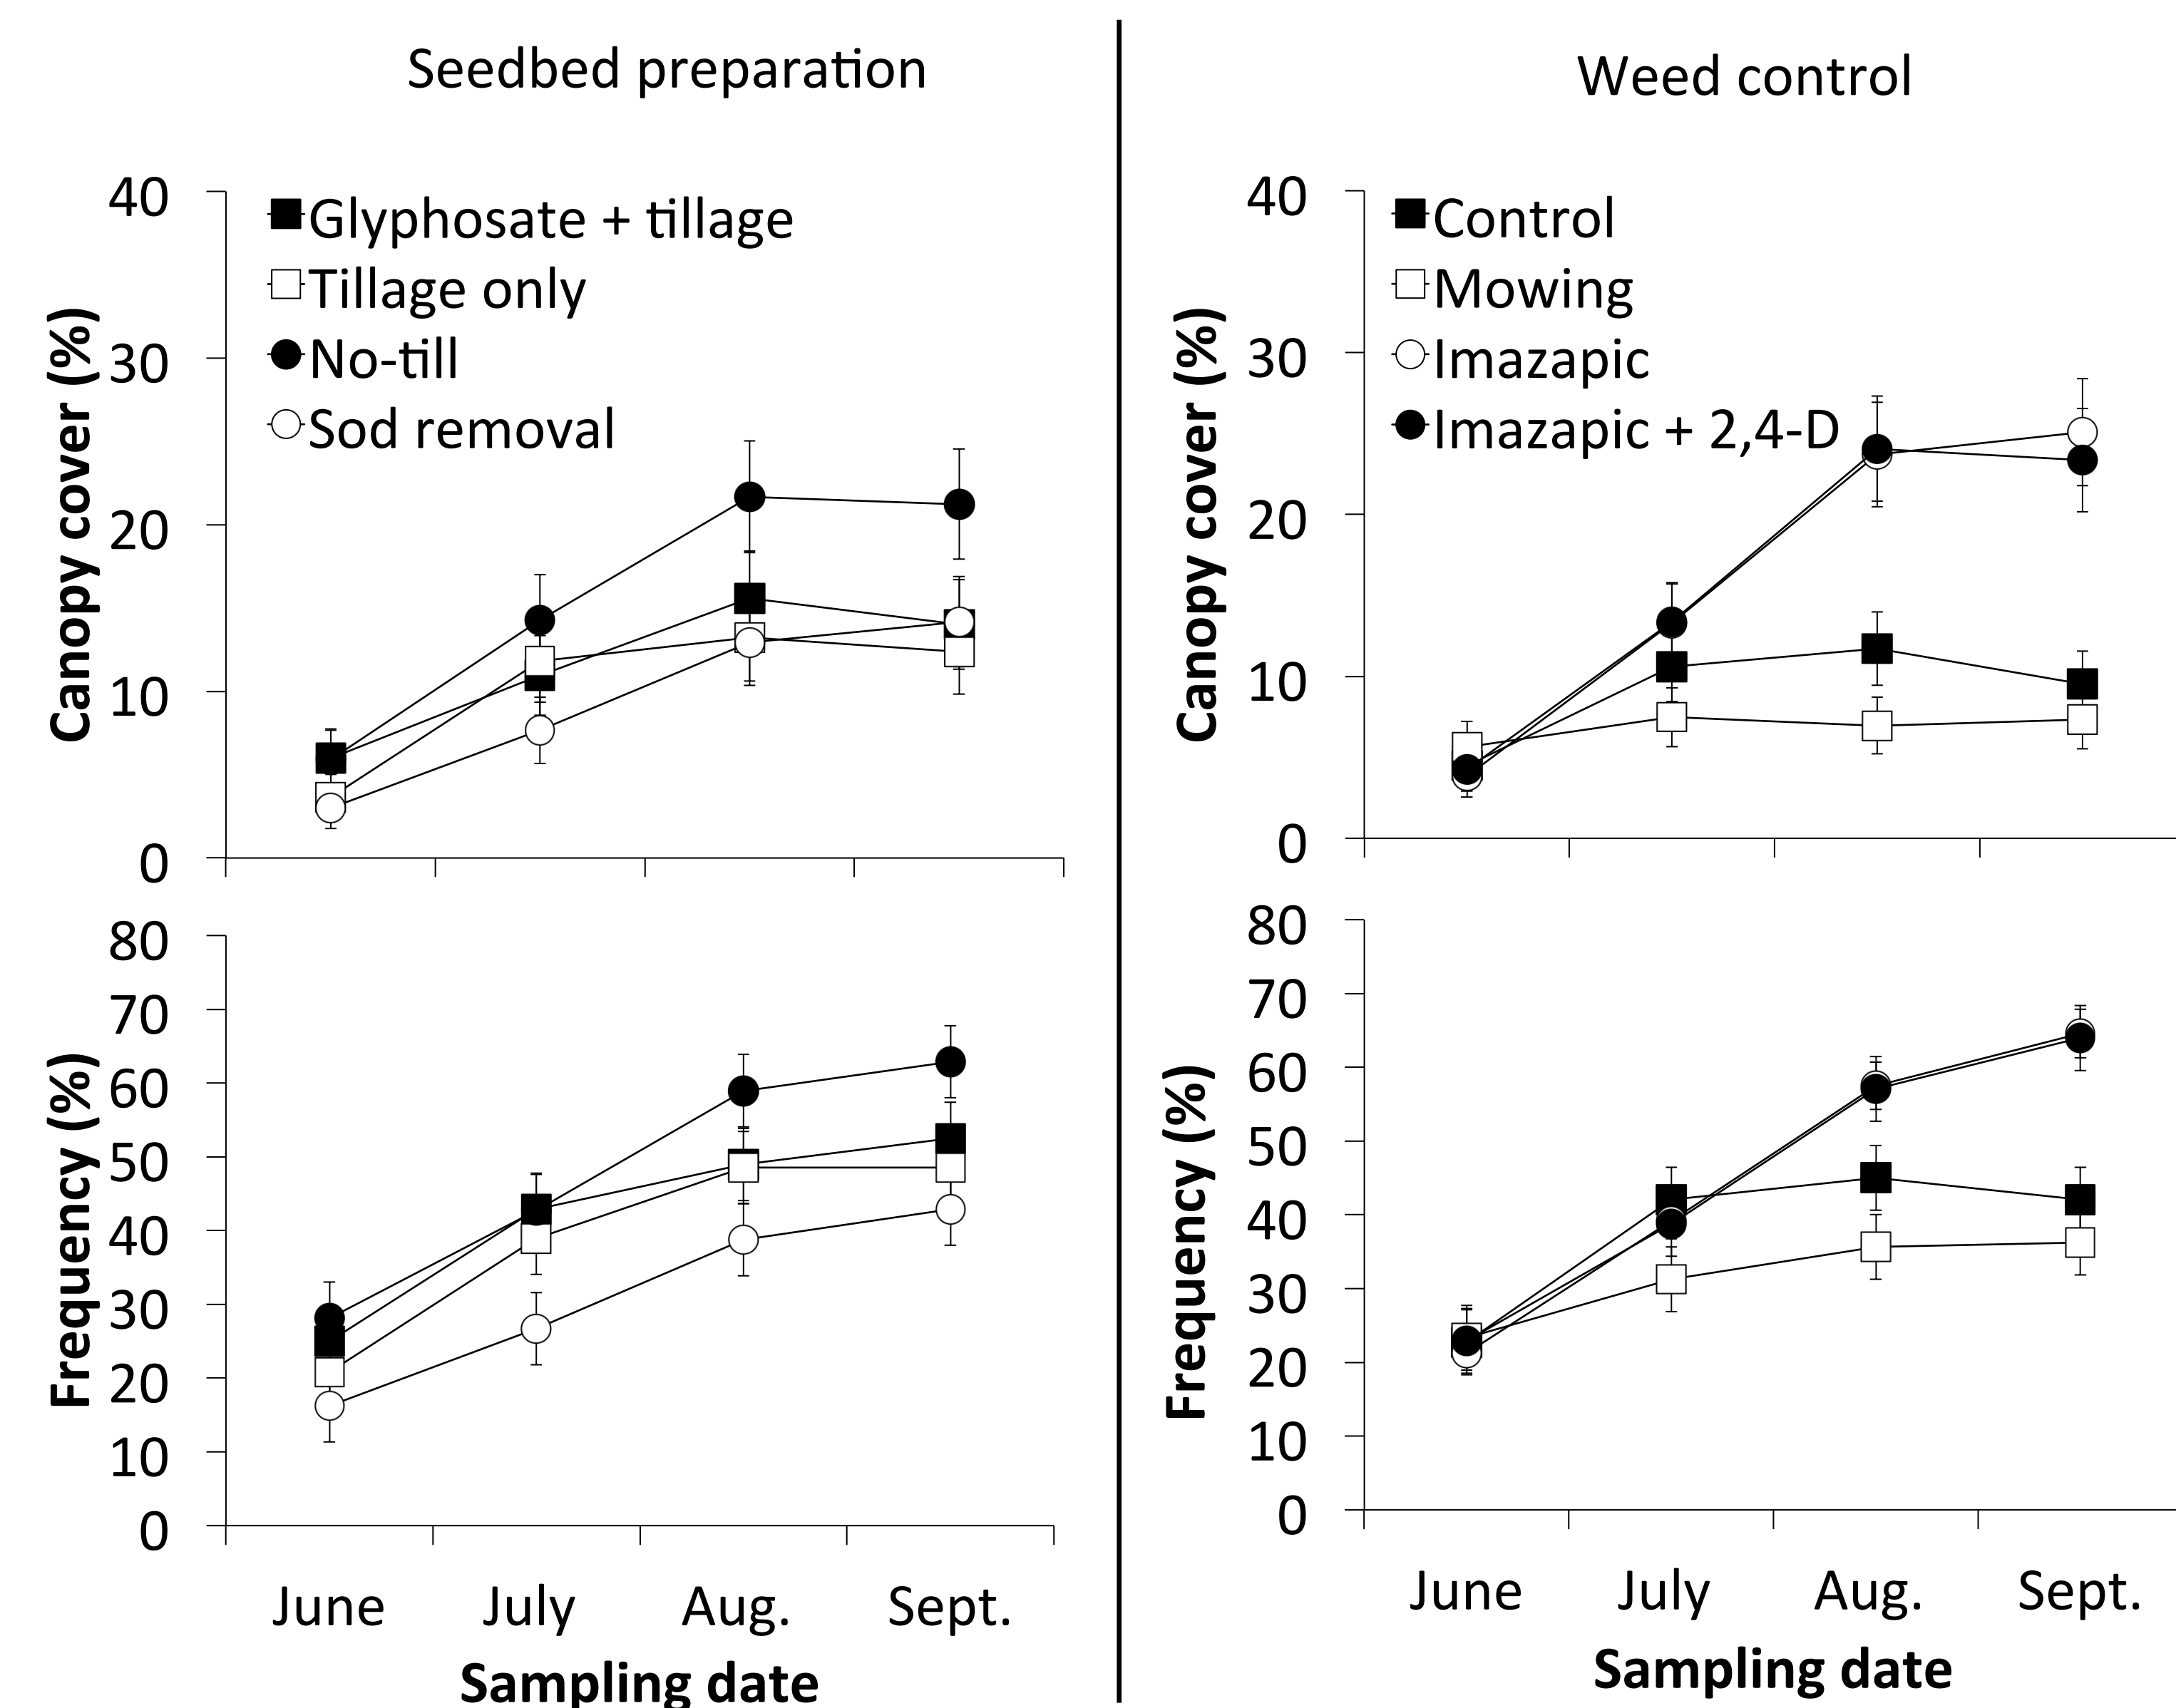 Seedbed preparation
Canopy cover (%)
40
30
20
10
0
Glyphosate + tillage
Tillage only
No-till
Sod removal
Frequency (%)
80
70
60
50
40
30
20
10
0
June July Aug. Sept.
Sampling date
Weed control
Canopy cover (%)
40
30
20
10
0
Control
Mowing
Imazapic
Imazapic + 2,4-D
Frequency (%)
80
70
60
50
40
30
20
10
0
June July Aug. Sept.
Sampling date